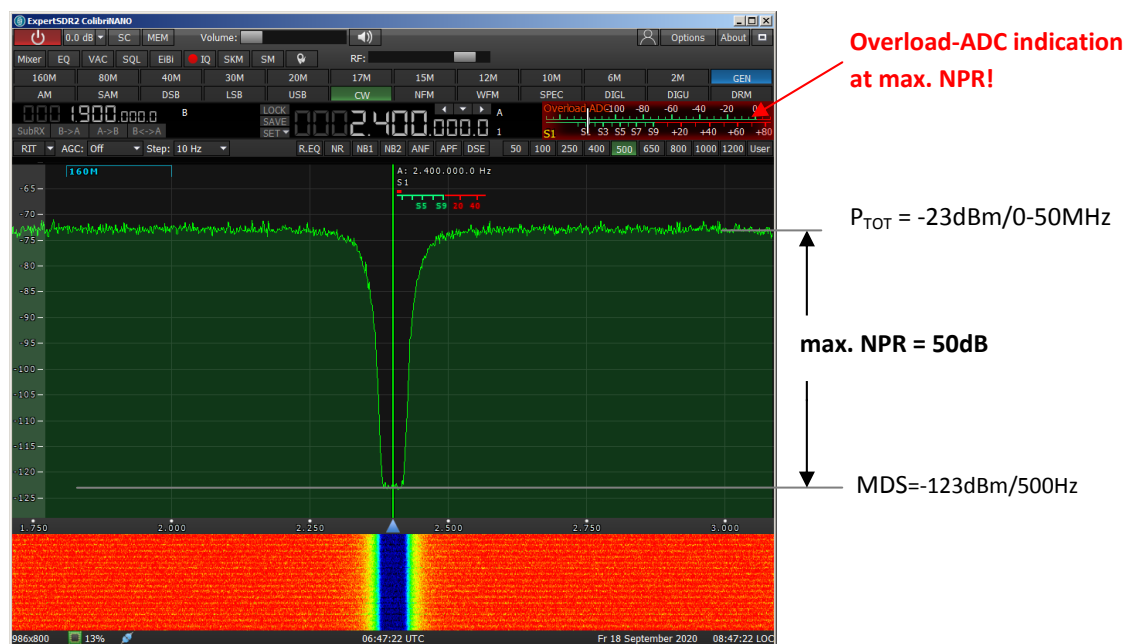 ExpertSDR2 ColibriNANO
0.0 dB SC MEM Volume: Options About
Mixer EQ VAC SQL EiBi IQ SKM SM RF:
160M 80M 40M 30M 20M 17M 15M 12M 10M 6M 2M GEN
AM SAM DSB LSB USB CW NFM WFM SPEC DIGL DIGU DRM
000 1.900.000 B LOCK SAVE SET 0002.400.000.0 A 1 Overload ADC -100 -80 -60 -40 -20 0
SubRX B->A A->B B<->A S1 S1 S3 S5 S7 S9 +20 +40 +60 +80
RIT AGC: Off Step: 10 Hz R.EQ NR NB1 NB2 ANF APF DSE 50 100 250 400 500 650 800 1000 1200 User
160M
A: 2.400.000.0 Hz
S1
S5 S9 20 40
-65
-70
-75
-80
-85
-90
-95
-100
-105
-110
-115
-120
-125
1.750 2.000 2.250 2.500 2.750 3.000
986x800 13% 06:47:22 UTC Fr 18 September 2020 08:47:22 LOC
Overload-ADC indication
at max. NPR!
PTOT = -23dBm/0-50MHz
max. NPR = 50dB
MDS=-123dBm/500Hz